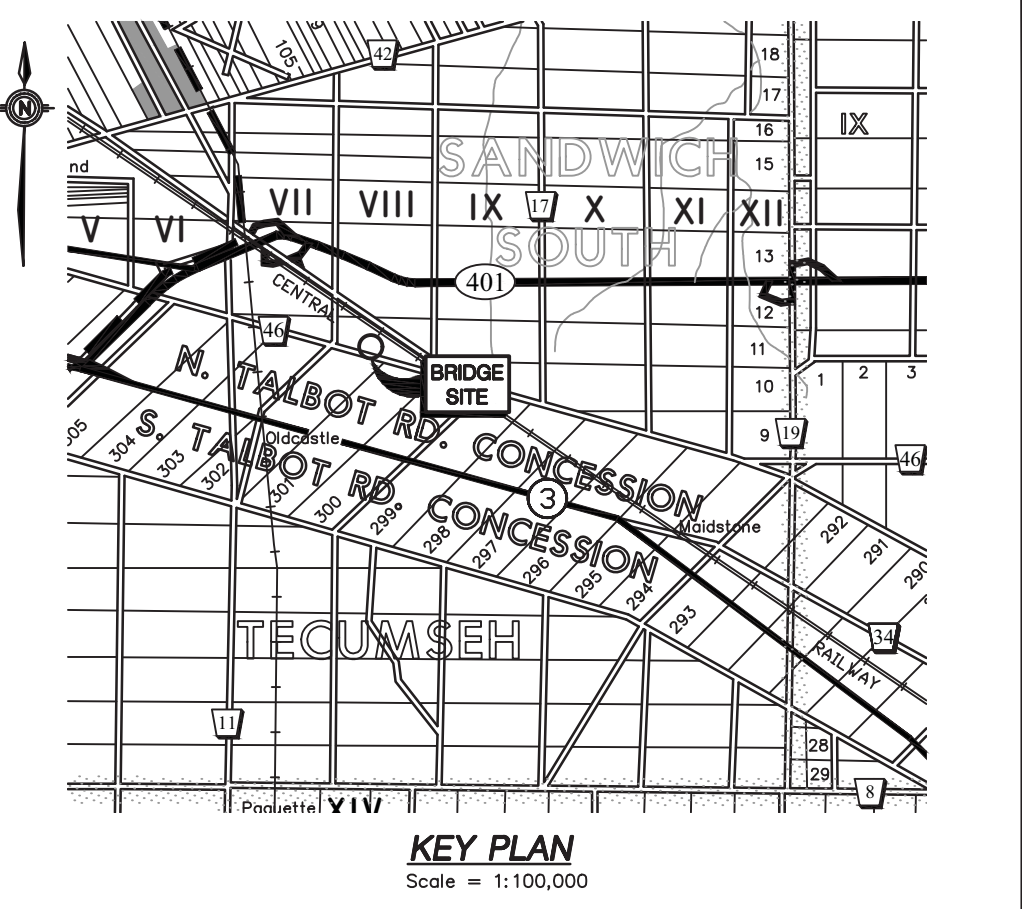 42
105-
18
17
N
16
IX
SANDWICH
15
nd
V
VI
VII
VIII
IX
17
X
XI
XII
SOUTH
13
401
CENTRAL
12
46
11
BRIDGE
SITE
10
1
2
3
N. TALBOT RD. CONCESSION
9
19
46
Oldcastle
305
304
303
302
301
300
299
298
297
296
295
294
293
292
291
290
S. TALBOT RD CONCESSION
3
Maidstone
TECUMSEH
34
RAILWAY
11
28
29
8
Paquette
XIV
KEY PLAN
Scale = 1:100,000